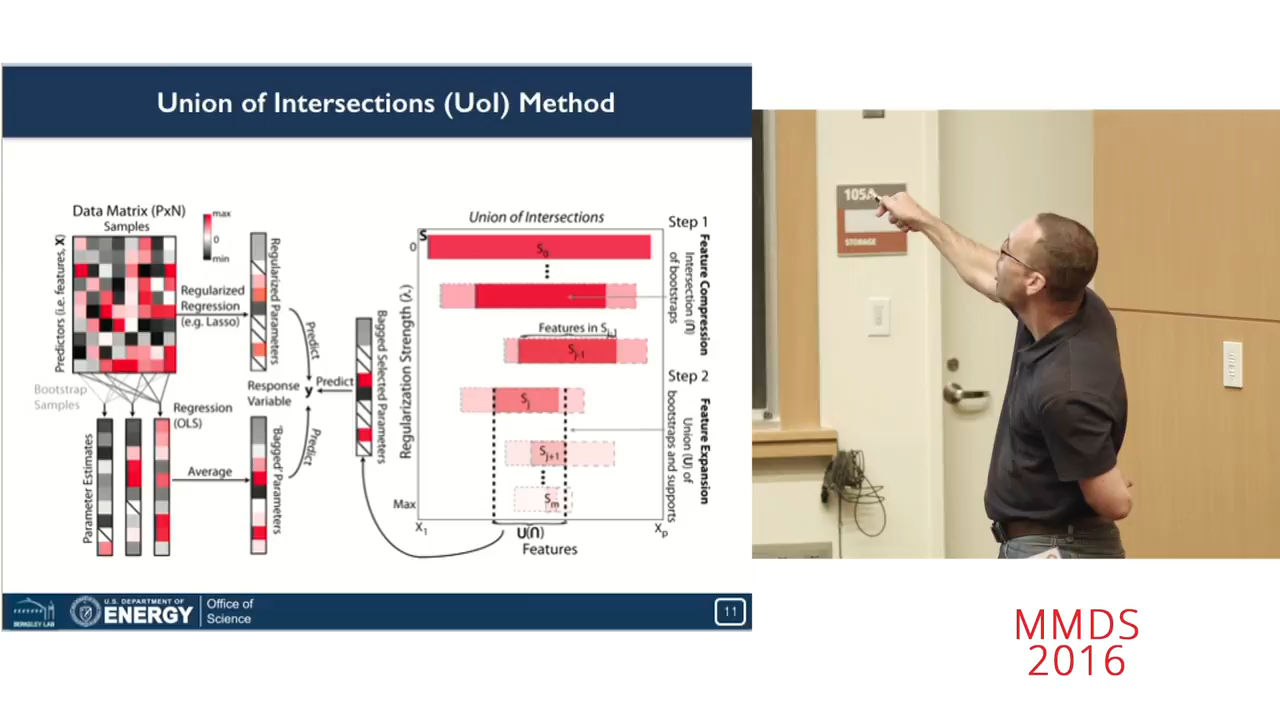 Union of Intersections (UoI) Method
Data Matrix (PxN)
Samples
max
0
min
Predictors (i.e. features, X)
Regularized
Regression
(e.g. Lasso)
Regularized Parameters
Bootstrap
Samples
Regression
(OLS)
Parameter Estimates
Average
'Bagged' Parameters
Predict
Response
Variable
y
Predict
Predict
Bagged Selected Parameters
Union of Intersections
S
0
S0
Features in Sj-1
Sj-1
Sj
Sj+1
Sm
Max
Regularization Strength (λ.)
X1
Xp
U(∩)
Features
Step 1
Feature Compression
Intersection (∩)
of bootstraps
Step 2
Feature Expansion
Union (U) of
bootstraps and supports
BERKELEY LAB
U.S. DEPARTMENT OF
ENERGY
Office of
Science
11
105A
STORAGE
MMDS
2016